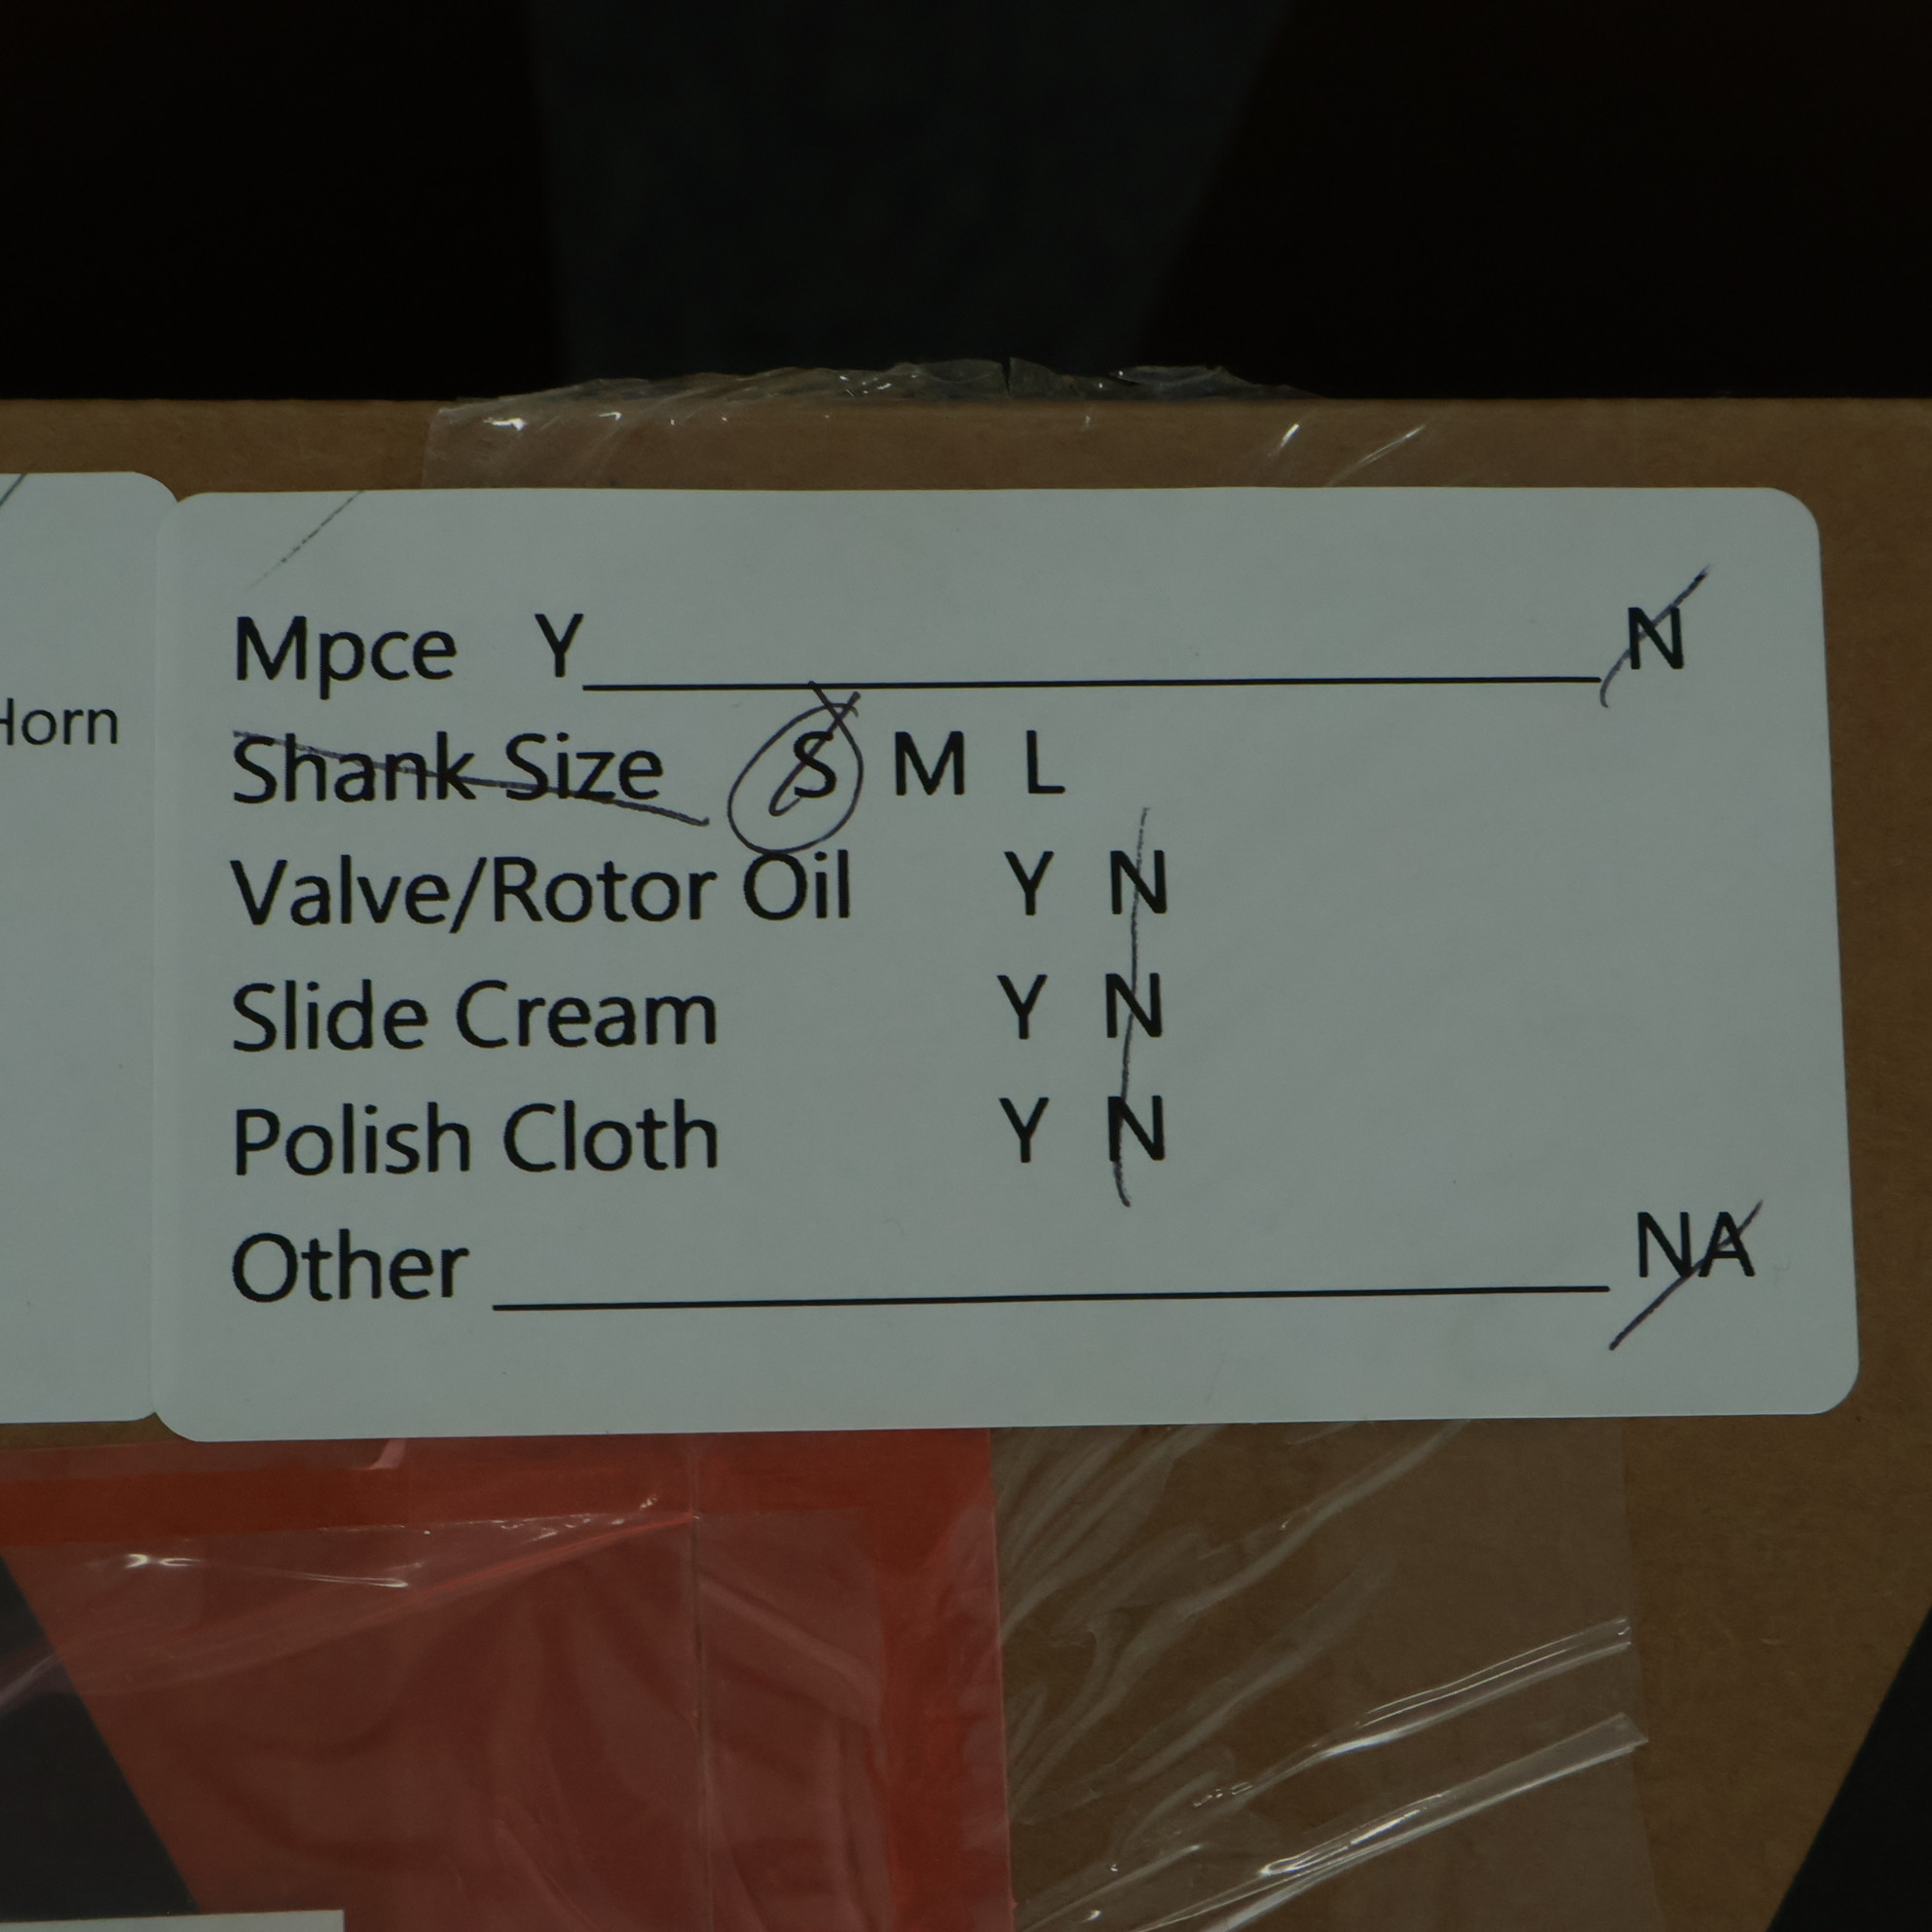 Horn
Mpce Y N
Shank Size S M L
Valve/Rotor Oil Y N
Slide Cream Y N
Polish Cloth Y N
Other NA